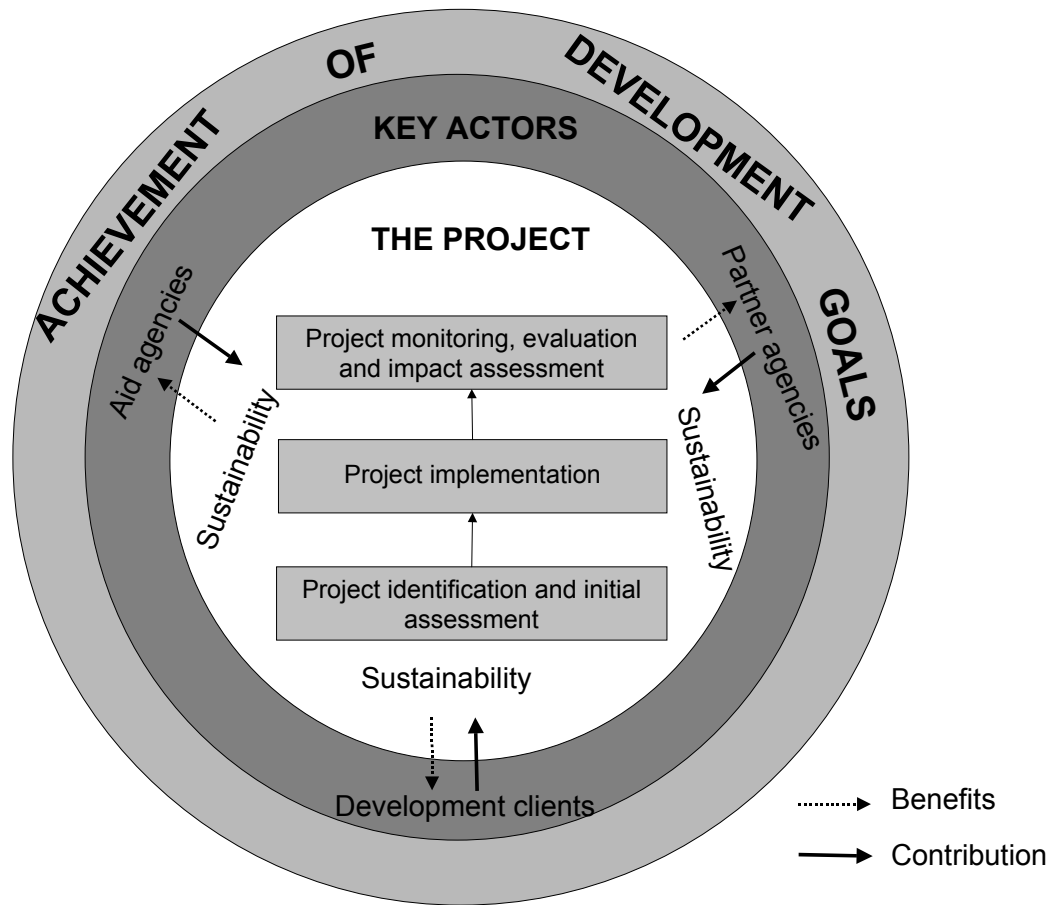 ACHIEVEMENT OF DEVELOPMENT GOALS
KEY ACTORS
THE PROJECT
Aid agencies
Partner agencies
Project monitoring, evaluation
and impact assessment
Sustainability
Sustainability
Project implementation
Project identification and initial
assessment
Sustainability
Development clients
Benefits
Contribution